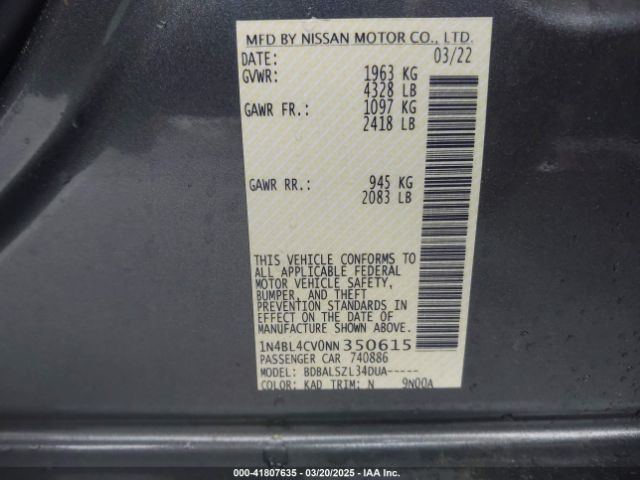 MFD BY NISSAN MOTOR CO., LTD.
DATE: 03/22
GVWR: 1963 KG
4328 LB
GAWR FR.: 1097 KG
2418 LB
GAWR RR.: 945 KG
2083 LB
THIS VEHICLE CONFORMS TO
ALL APPLICABLE FEDERAL
MOTOR VEHICLE SAFETY,
BUMPER, AND THEFT
PREVENTION STANDARDS IN
EFFECT ON THE DATE OF
MANUFACTURE SHOWN ABOVE.
1N4BL4CV0NN350615
PASSENGER CAR 740886
MODEL: BDBALSZL34DUA-----
COLOR: KAD TRIM: N 9N00A
000-41807635 - 03/20/2025 - IAA Inc.